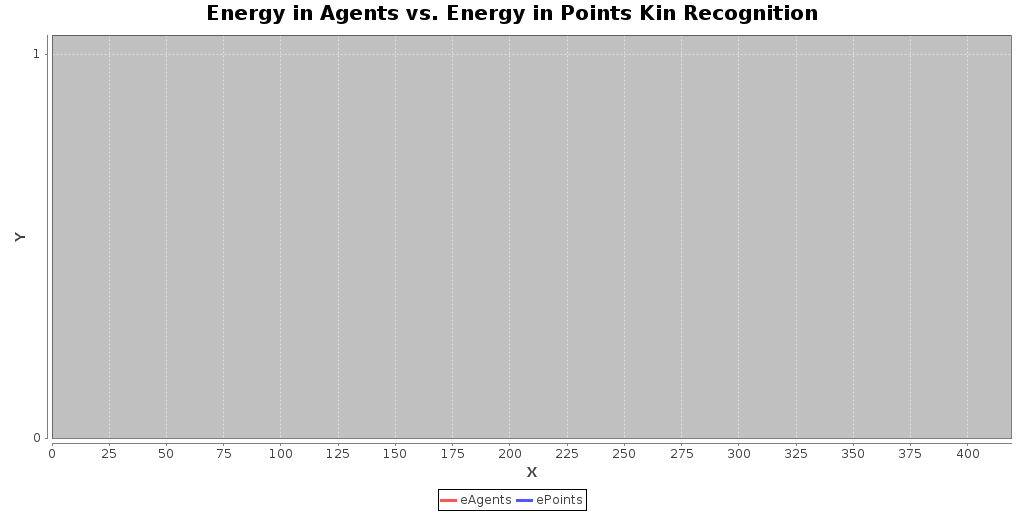 Energy in Agents vs. Energy in Points Kin Recognition
1
Y
0
0 25 50 75 100 125 150 175 200 225 250 275 300 325 350 375 400
X
eAgents ePoints